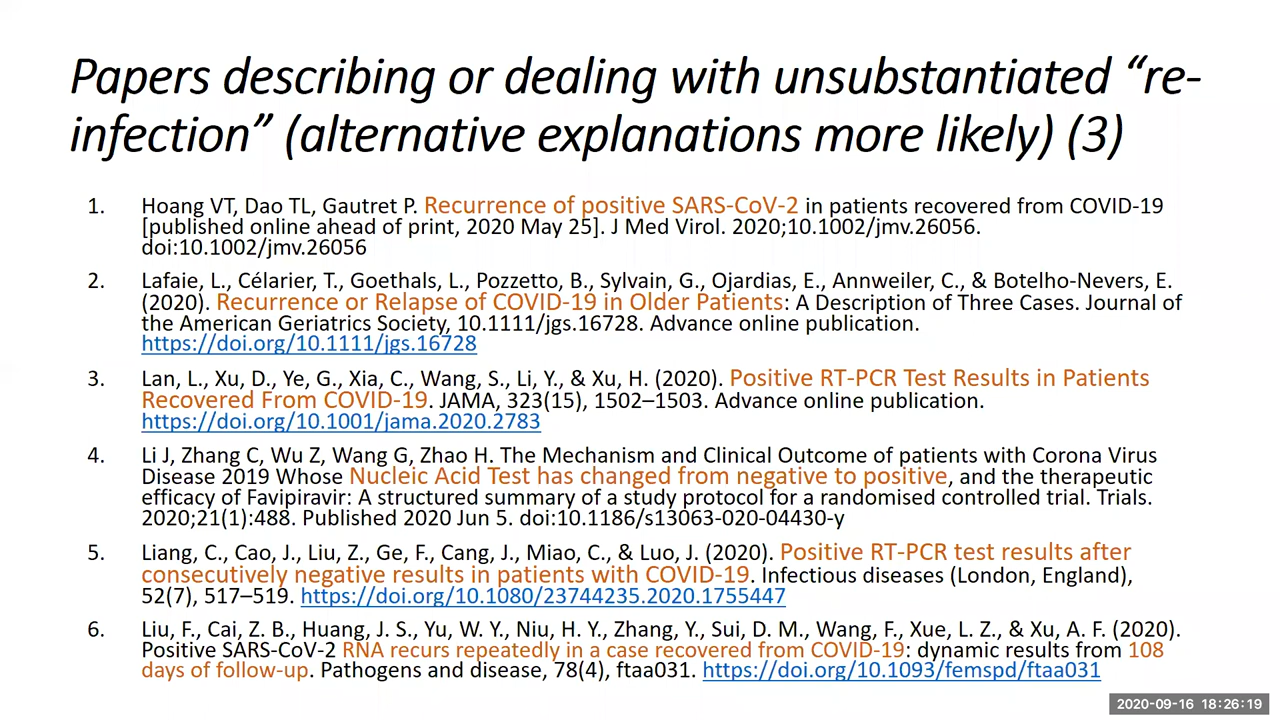 Papers describing or dealing with unsubstantiated “re-
infection” (alternative explanations more likely) (3)
1. Hoang VT, Dao TL, Gautret P. Recurrence of positive SARS-CoV-2 in patients recovered from COVID-19
[published online ahead of print, 2020 May 25]. J Med Virol. 2020;10.1002/jmv.26056.
doi:10.1002/jmv.26056
2. Lafaie, L., Célarier, T., Goethals, L., Pozzetto, B., Sylvain, G., Ojardias, E., Annweiler, C., & Botelho-Nevers, E.
(2020). Recurrence or Relapse of COVID-19 in Older Patients: A Description of Three Cases. Journal of
the American Geriatrics Society, 10.1111/jgs.16728. Advance online publication.
https://doi.org/10.1111/jgs.16728
3. Lan, L., Xu, D., Ye, G., Xia, C., Wang, S., Li, Y., & Xu, H. (2020). Positive RT-PCR Test Results in Patients
Recovered From COVID-19. JAMA, 323(15), 1502–1503. Advance online publication.
https://doi.org/10.1001/jama.2020.2783
4. Li J, Zhang C, Wu Z, Wang G, Zhao H. The Mechanism and Clinical Outcome of patients with Corona Virus
Disease 2019 Whose Nucleic Acid Test has changed from negative to positive, and the therapeutic
efficacy of Favipiravir: A structured summary of a study protocol for a randomised controlled trial. Trials.
2020;21(1):488. Published 2020 Jun 5. doi:10.1186/s13063-020-04430-y
5. Liang, C., Cao, J., Liu, Z., Ge, F., Cang, J., Miao, C., & Luo, J. (2020). Positive RT-PCR test results after
consecutively negative results in patients with COVID-19. Infectious diseases (London, England),
52(7), 517–519. https://doi.org/10.1080/23744235.2020.1755447
6. Liu, F., Cai, Z. B., Huang, J. S., Yu, W. Y., Niu, H. Y., Zhang, Y., Sui, D. M., Wang, F., Xue, L. Z., & Xu, A. F. (2020).
Positive SARS-CoV-2 RNA recurs repeatedly in a case recovered from COVID-19: dynamic results from 108
days of follow-up. Pathogens and disease, 78(4), ftaa031. https://doi.org/10.1093/femspd/ftaa031
2020-09-16 18:26:19